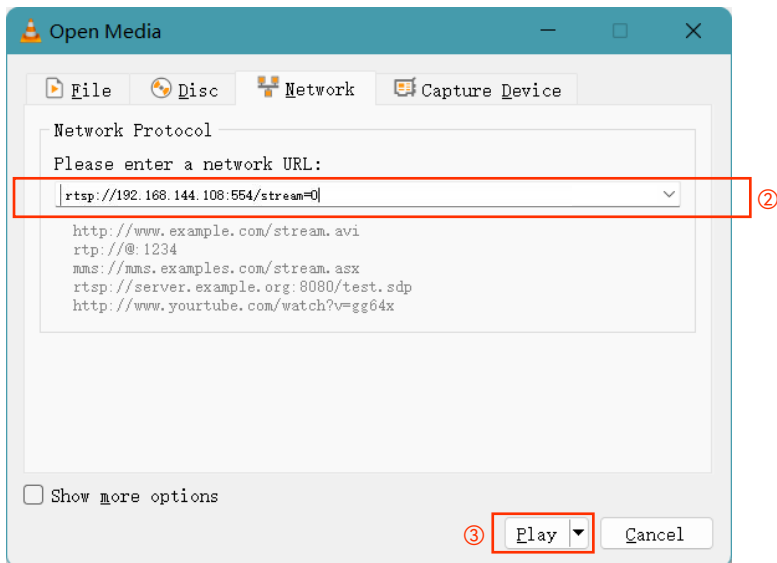 Open Media
File Disc Network Capture Device
Network Protocol
Please enter a network URL:
rtsp://192.168.144.108:554/stream=0
②
http://www.example.com/stream.avi
rtp://@:1234
mms://mms.examples.com/stream.asx
rtsp://server.example.org:8080/test.sdp
http://www.yourtube.com/watch?v=gg64x
Show more options
③ Play Cancel